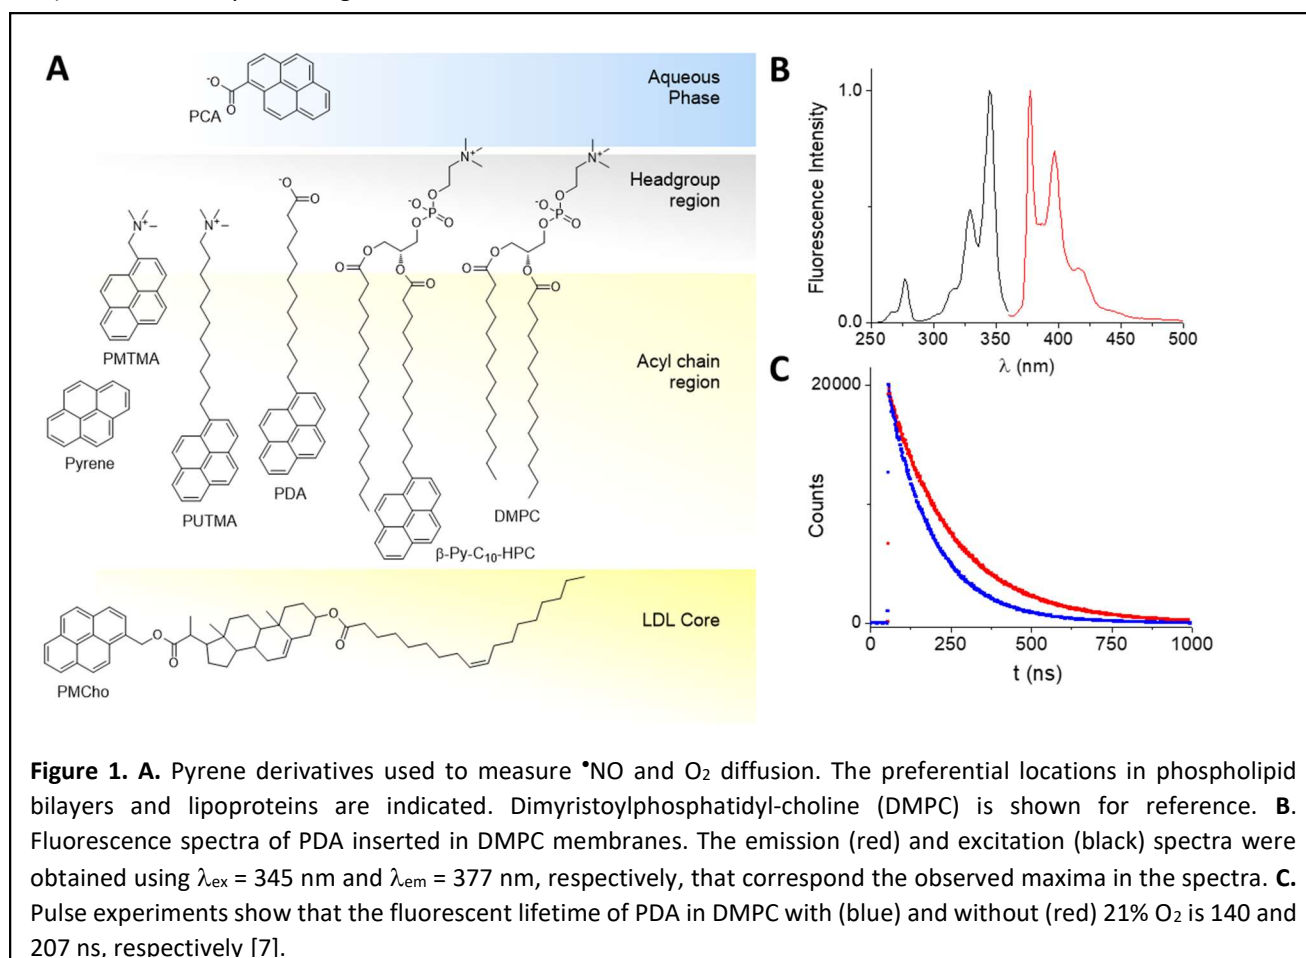 A
-O
O
PCA
Aqueous
Phase
N+
-O
O
P
O
O
Headgroup
region
N+
-O
O
P
O
O
-O
O
N+
N+
O
O
O
O
O
O
O
O
PMTMA
Acyl chain
region
Pyrene
PDA
PUTMA
DMPC
β-Py-C10-HPC
LDL Core
O
O
O
O
PMCho
B
Fluorescence Intensity
1.0
0.0
250 300 350 400 450 500
λ (nm)
C
Counts
20000
0
0 250 500 750 1000
t (ns)
Figure 1. A. Pyrene derivatives used to measure •NO and O2 diffusion. The preferential locations in phospholipid
bilayers and lipoproteins are indicated. Dimyristoylphosphatidyl-choline (DMPC) is shown for reference. B.
Fluorescence spectra of PDA inserted in DMPC membranes. The emission (red) and excitation (black) spectra were
obtained using λex = 345 nm and λem = 377 nm, respectively, that correspond the observed maxima in the spectra. C.
Pulse experiments show that the fluorescent lifetime of PDA in DMPC with (blue) and without (red) 21% O2 is 140 and
207 ns, respectively [7].